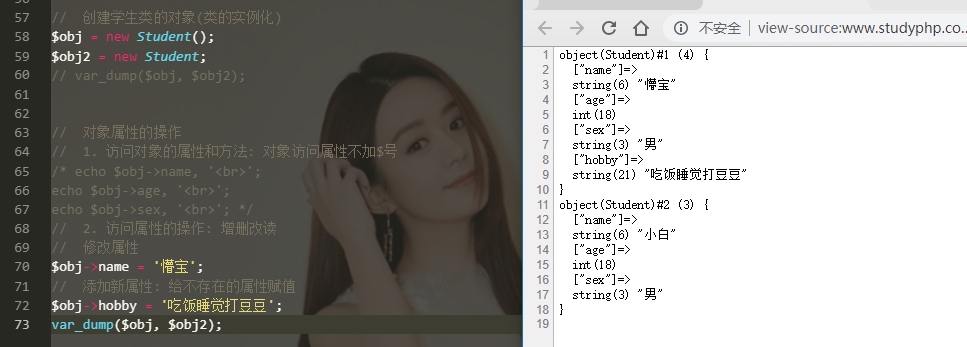 57 // 创建学生类的对象(类的实例化)
58 $obj = new Student();
59 $obj2 = new Student;
60 // var_dump($obj, $obj2);
61
62
63 // 对象属性的操作
64 // 1. 访问对象的属性和方法: 对象访问属性不加$号
65 /* echo $obj->name, '<br>';
66 echo $obj->age, '<br>';
67 echo $obj->sex, '<br>'; */
68 // 2. 访问属性的操作: 增删改读
69 // 修改属性
70 $obj->name = '懵宝';
71 // 添加新属性: 给不存在的属性赋值
72 $obj->hobby = '吃饭睡觉打豆豆';
73 var_dump($obj, $obj2);
不安全 | view-source:www.studyphp.co...
1 object(Student)#1 (4) {
2 ["name"]=>
3 string(6) "懵宝"
4 ["age"]=>
5 int(18)
6 ["sex"]=>
7 string(3) "男"
8 ["hobby"]=>
9 string(21) "吃饭睡觉打豆豆"
10 }
11 object(Student)#2 (3) {
12 ["name"]=>
13 string(6) "小白"
14 ["age"]=>
15 int(18)
16 ["sex"]=>
17 string(3) "男"
18 }
19